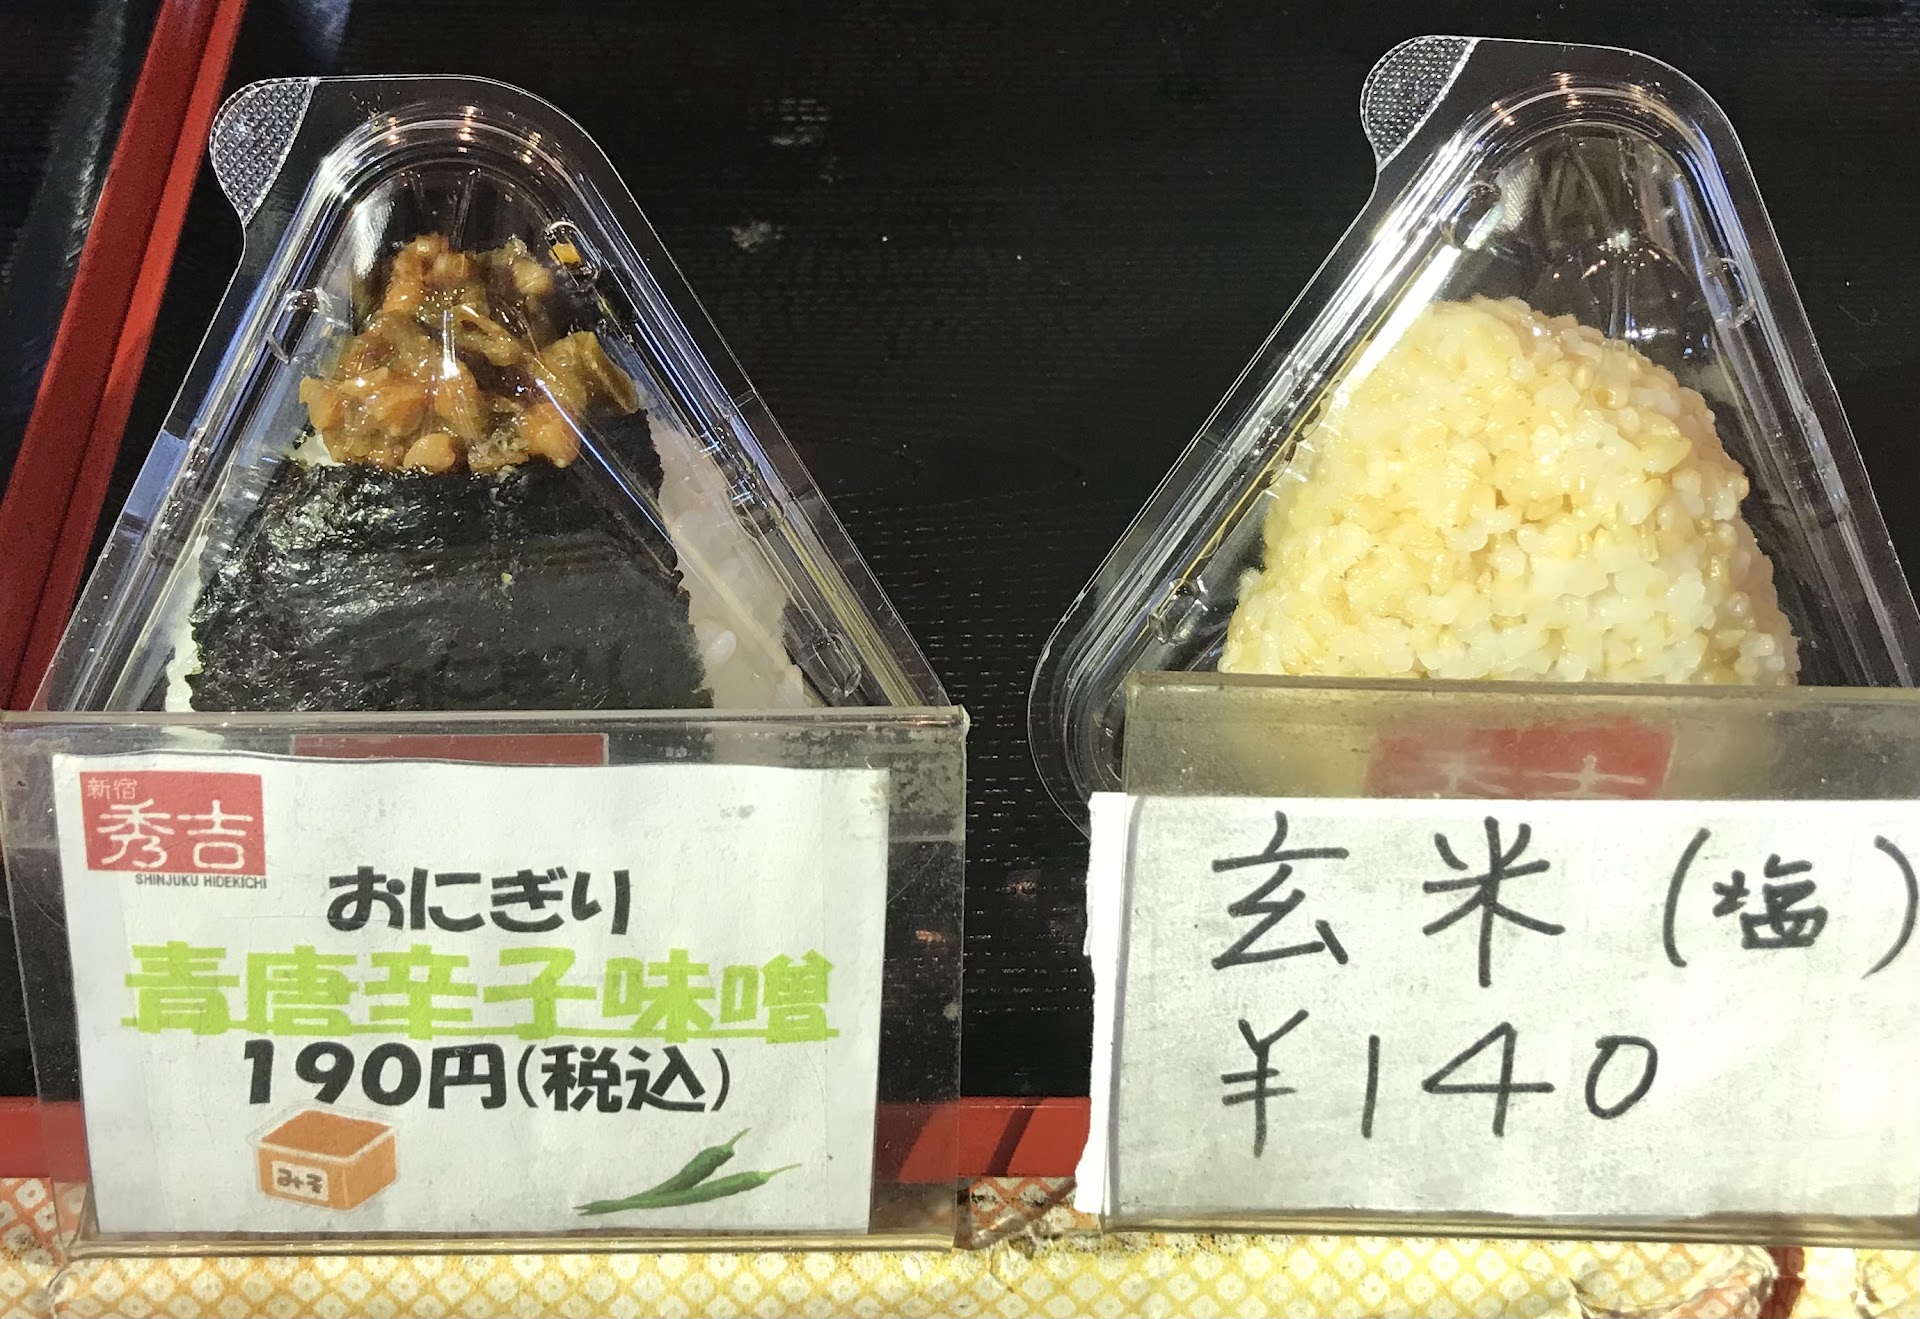 新宿
秀吉
SHINJUKU HIDEKICHI
おにぎり
青唐辛子味噌
190円(税込)
みそ
玄米(塩)
¥140